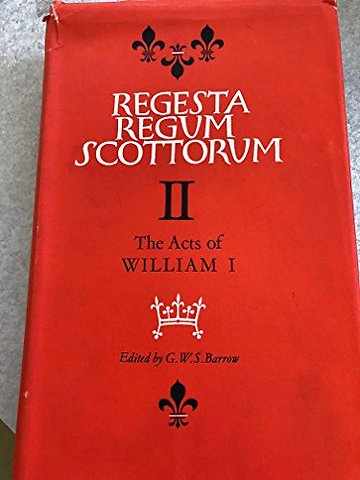 REGESTA
REGUM
SCOTTORUM
II
The Acts of
WILLIAM I
Edited by G.W.S.Barrow